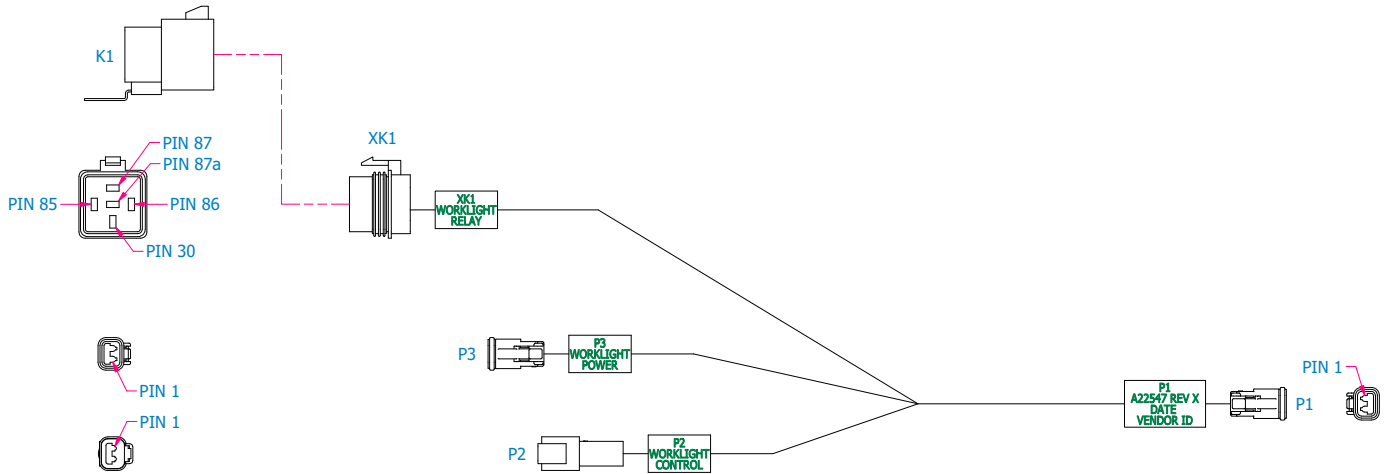 K1
PIN 87
PIN 87a
PIN 85
PIN 86
PIN 30
XK1
XK1
WORKLIGHT
RELAY
P3
P3
WORKLIGHT
POWER
PIN 1
PIN 1
P2
P2
WORKLIGHT
CONTROL
P1
A22547 REV X
DATE
VENDOR ID
P1
PIN 1